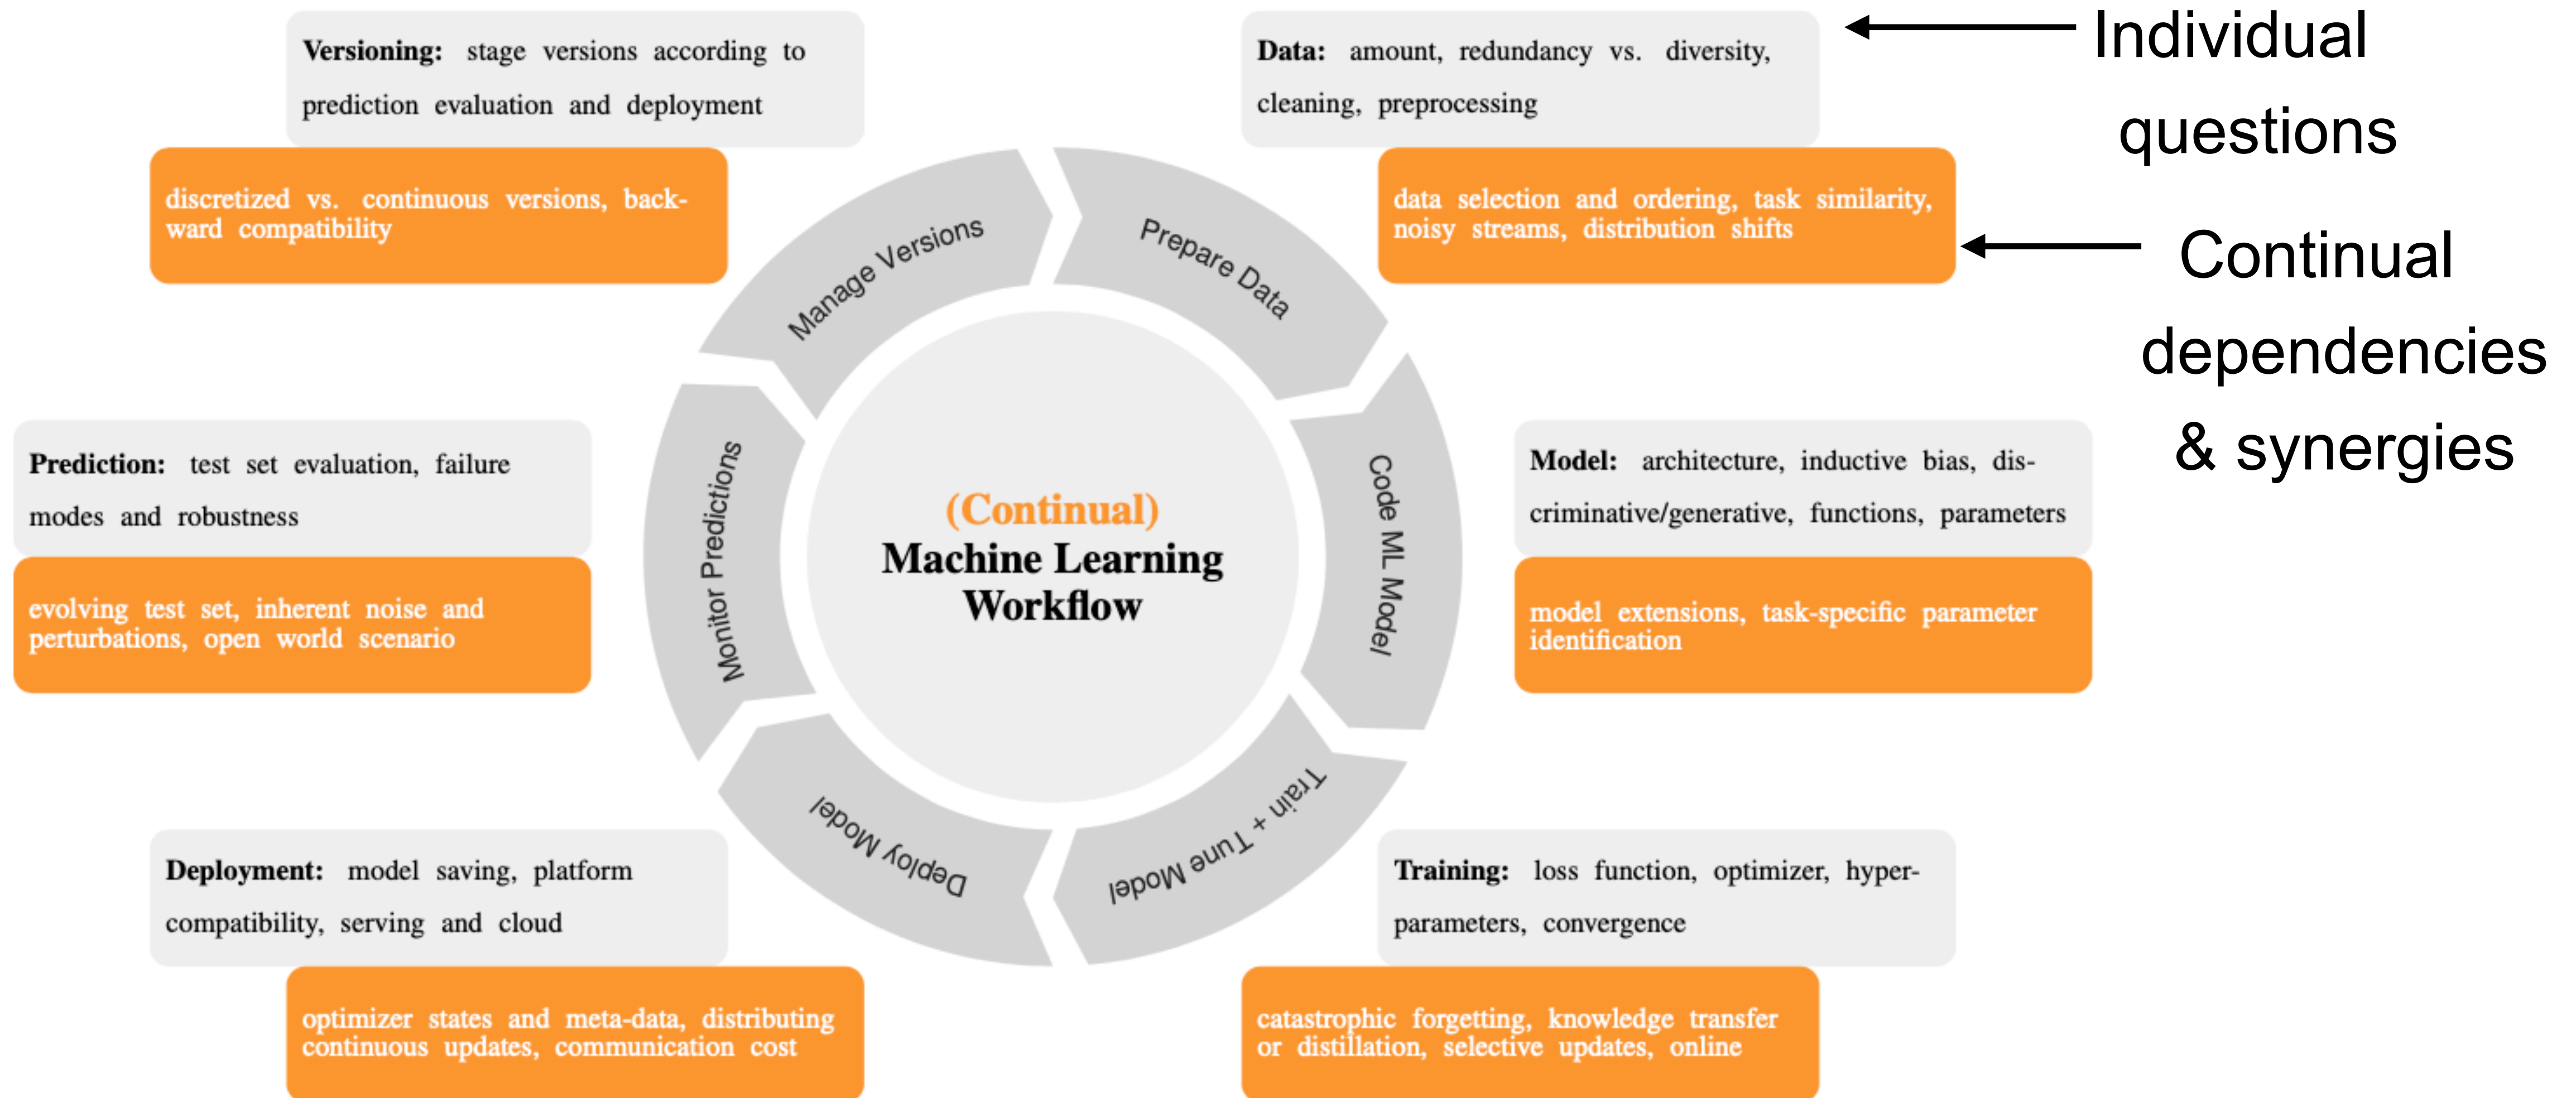 Versioning: stage versions according to
prediction evaluation and deployment
discretized vs. continuous versions, back-
ward compatibility
Data: amount, redundancy vs. diversity,
cleaning, preprocessing
data selection and ordering, task similarity,
noisy streams, distribution shifts
Individual
questions
Continual
dependencies
& synergies
Manage Versions
Prepare Data
Prediction: test set evaluation, failure
modes and robustness
evolving test set, inherent noise and
perturbations, open world scenario
Monitor Predictions
(Continual)
Machine Learning
Workflow
Code ML Model
Model: architecture, inductive bias, dis-
criminative/generative, functions, parameters
model extensions, task-specific parameter
identification
Deploy Model
Train + Tune Model
Deployment: model saving, platform
compatibility, serving and cloud
optimizer states and meta-data, distributing
continuous updates, communication cost
Training: loss function, optimizer, hyper-
parameters, convergence
catastrophic forgetting, knowledge transfer
or distillation, selective updates, online